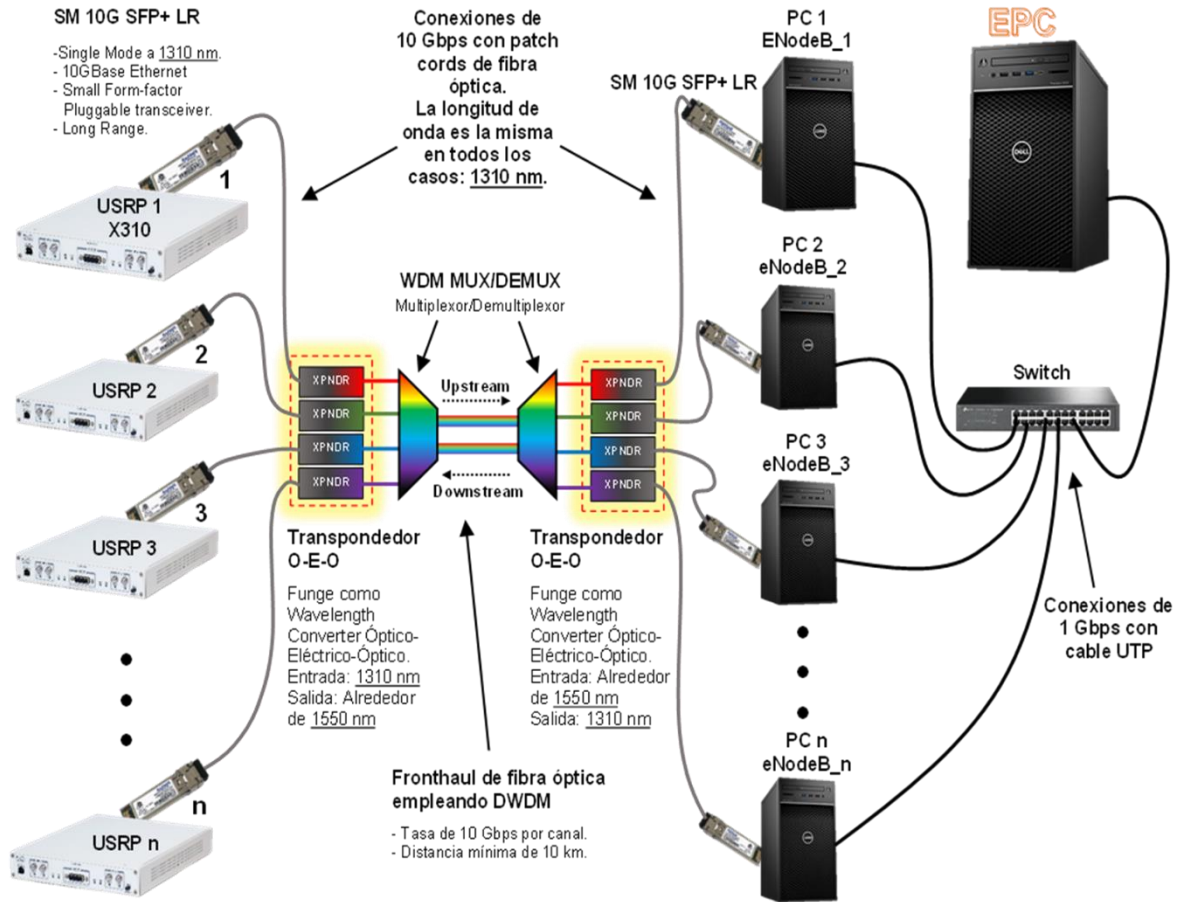 SM 10G SFP+ LR
-Single Mode a 1310 nm.
- 10GBase Ethernet
- Small Form-factor
Pluggable transceiver.
- Long Range.
Conexiones de
10 Gbps con patch
cords de fibra
óptica.
La longitud de
onda es la misma
en todos los
casos: 1310 nm.
SM 10G SFP+ LR
PC 1
ENodeB_1
EPC
DELL
DELL
1
USRP 1
X310
2
USRP 2
3
USRP 3
n
USRP n
WDM MUX/DEMUX
Multiplexor/Demultiplexor
XPNDR
XPNDR
XPNDR
XPNDR
Upstream
Downstream
XPNDR
XPNDR
XPNDR
XPNDR
Transpondedor
O-E-O
Funge como
Wavelength
Converter Óptico-
Eléctrico-Óptico.
Entrada: 1310 nm
Salida: Alrededor
de 1550 nm
Transpondedor
O-E-O
Funge como
Wavelength
Converter Óptico-
Eléctrico-Óptico.
Entrada: Alrededor
de 1550 nm
Salida: 1310 nm
Fronthaul de fibra óptica
empleando DWDM
- Tasa de 10 Gbps por canal.
- Distancia mínima de 10 km.
PC 2
eNodeB_2
DELL
PC 3
eNodeB_3
DELL
PC n
eNodeB_n
DELL
Switch
Conexiones de
1 Gbps con
cable UTP